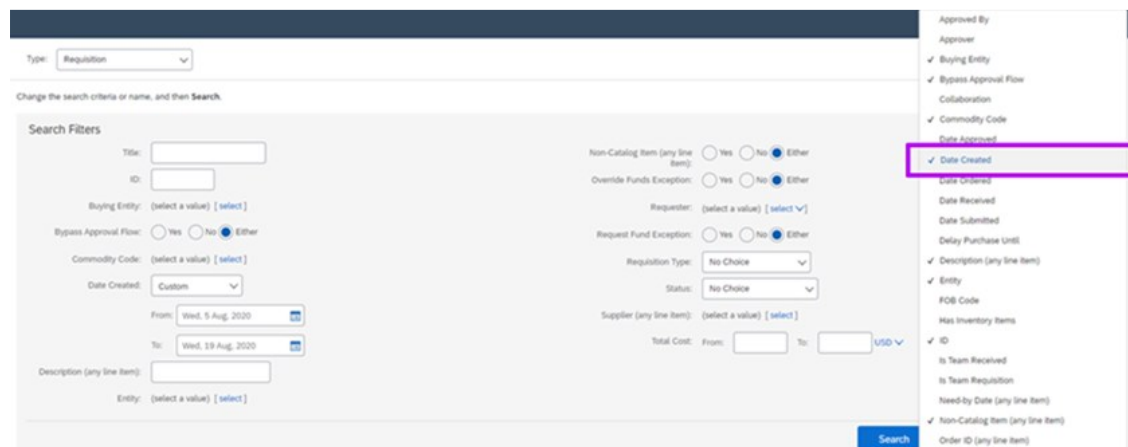 Type: Requisition
Change the search criteria or name, and then Search.
Search Filters
Title:
ID:
Buying Entity: (select a value) [ select ]
Bypass Approval Flow: Yes No Either
Commodity Code: (select a value) [ select ]
Date Created: Custom
From: Wed, 5 Aug, 2020
To: Wed, 19 Aug, 2020
Description (any line item):
Entity: (select a value) [ select ]
Non-Catalog Item (any line
item): Yes No Either
Override Funds Exception: Yes No Either
Requester: (select a value) [ select ]
Request Fund Exception: Yes No Either
Requisition Type: No Choice
Status: No Choice
Supplier (any line item): (select a value) [ select ]
Total Cost: From: To: USD
Search
Approved By
Approver
✓ Buying Entity
✓ Bypass Approval Flow
Collaboration
✓ Commodity Code
Date Approved
✓ Date Created
Date Ordered
Date Received
Date Submitted
Delay Purchase Until
✓ Description (any line item)
✓ Entity
FOB Code
Has Inventory Items
✓ ID
Is Team Received
Is Team Requisition
Need-by Date (any line item)
✓ Non-Catalog Item (any line item)
Order ID (any line item)